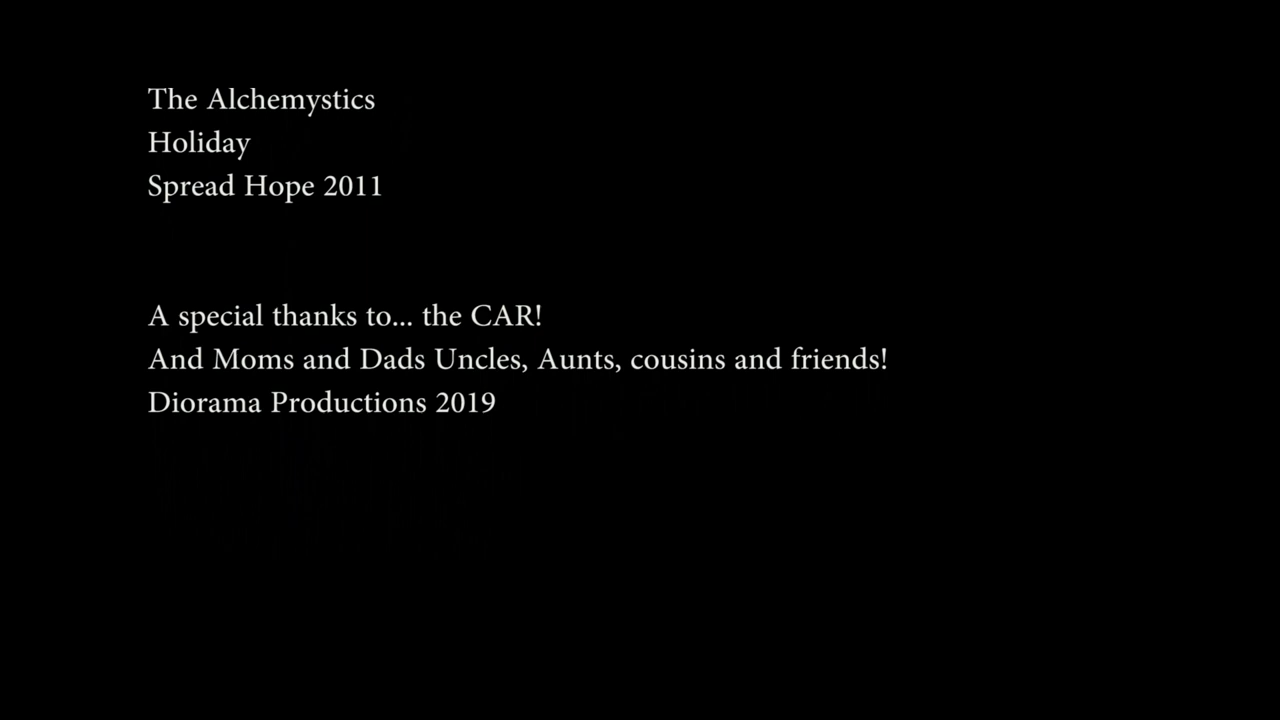 The Alchemystics
Holiday
Spread Hope 2011
A special thanks to... the CAR!
And Moms and Dads Uncles, Aunts, cousins and friends!
Diorama Productions 2019